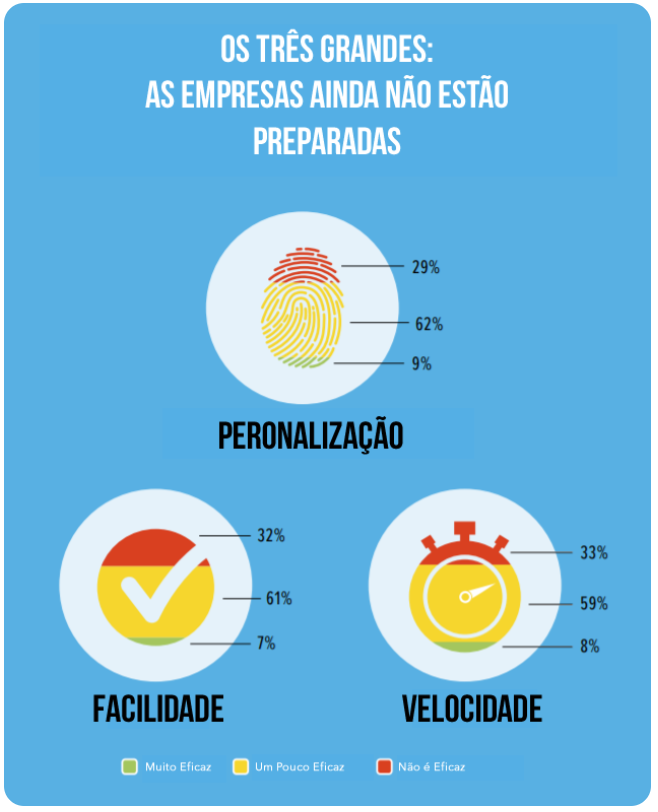 OS TRÊS GRANDES:
AS EMPRESAS AINDA NÃO ESTÃO
PREPARADAS
29%
62%
9%
PERONALIZAÇÃO
32%
61%
7%
FACILIDADE
33%
59%
8%
VELOCIDADE
Muito Eficaz Um Pouco Eficaz Não é Eficaz